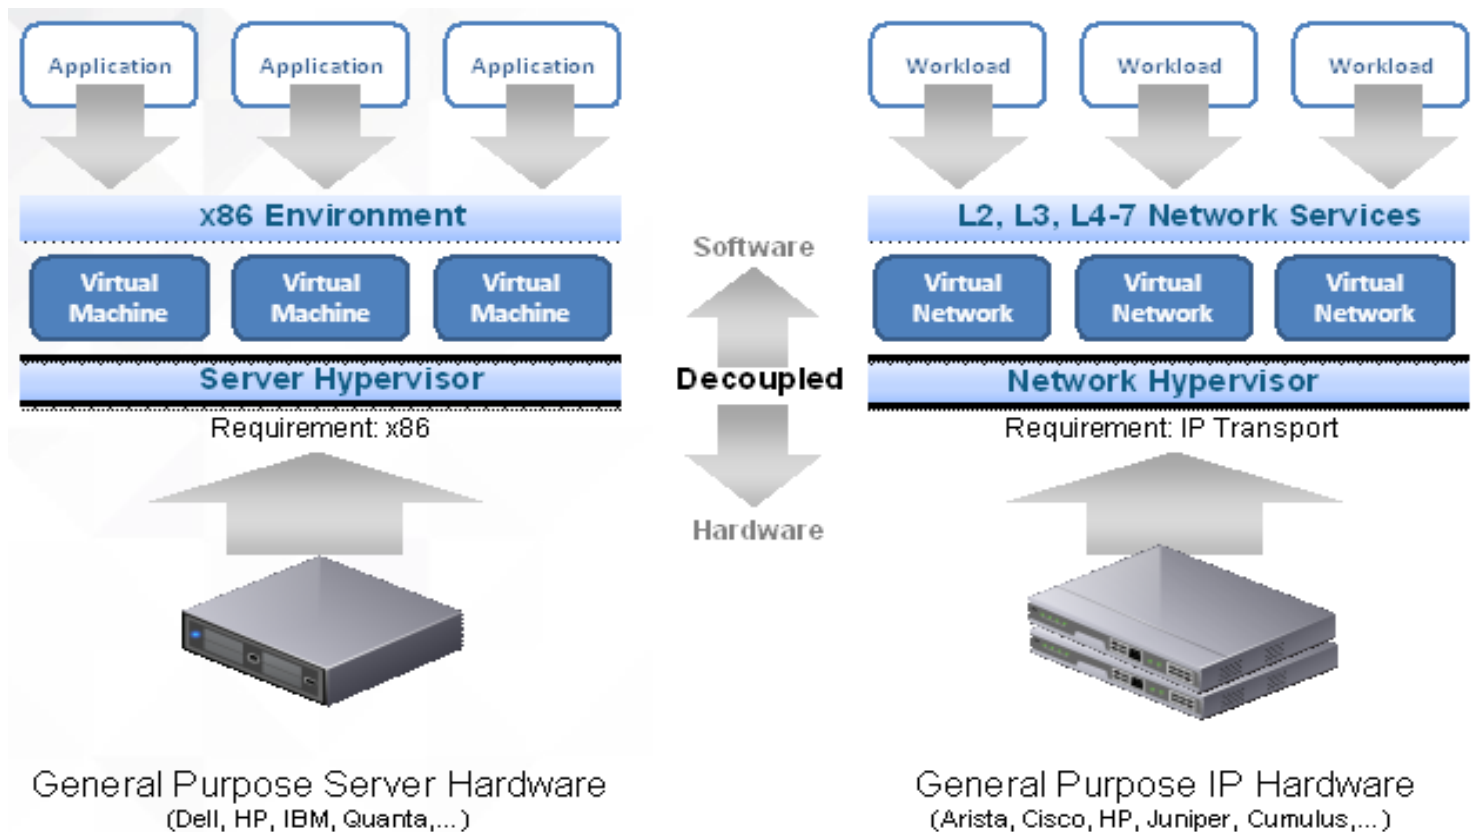 Application Application Application
x86 Environment
Virtual Machine Virtual Machine Virtual Machine
Server Hypervisor
Requirement: x86
General Purpose Server Hardware
(Dell, HP, IBM, Quanta,...)
Software
Decoupled
Hardware
Workload Workload Workload
L2, L3, L4-7 Network Services
Virtual Network Virtual Network Virtual Network
Network Hypervisor
Requirement: IP Transport
General Purpose IP Hardware
(Arista, Cisco, HP, Juniper, Cumulus,...)